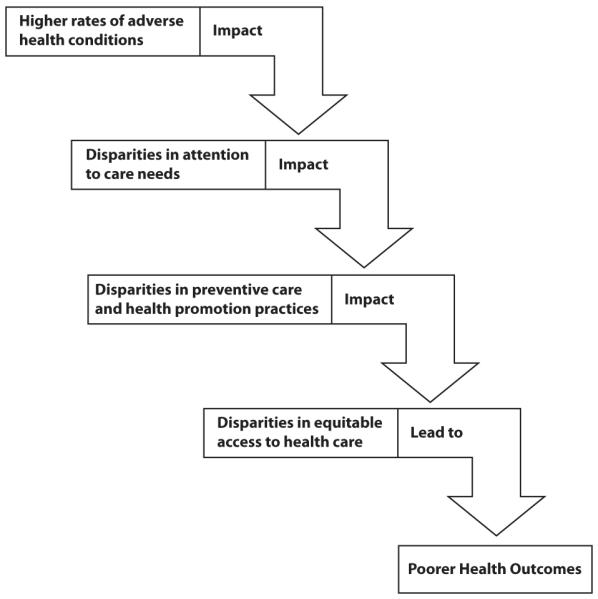 Higher rates of adverse
health conditions
Impact
Disparities in attention
to care needs
Impact
Disparities in preventive care
and health promotion practices
Impact
Disparities in equitable
access to health care
Lead to
Poorer Health Outcomes